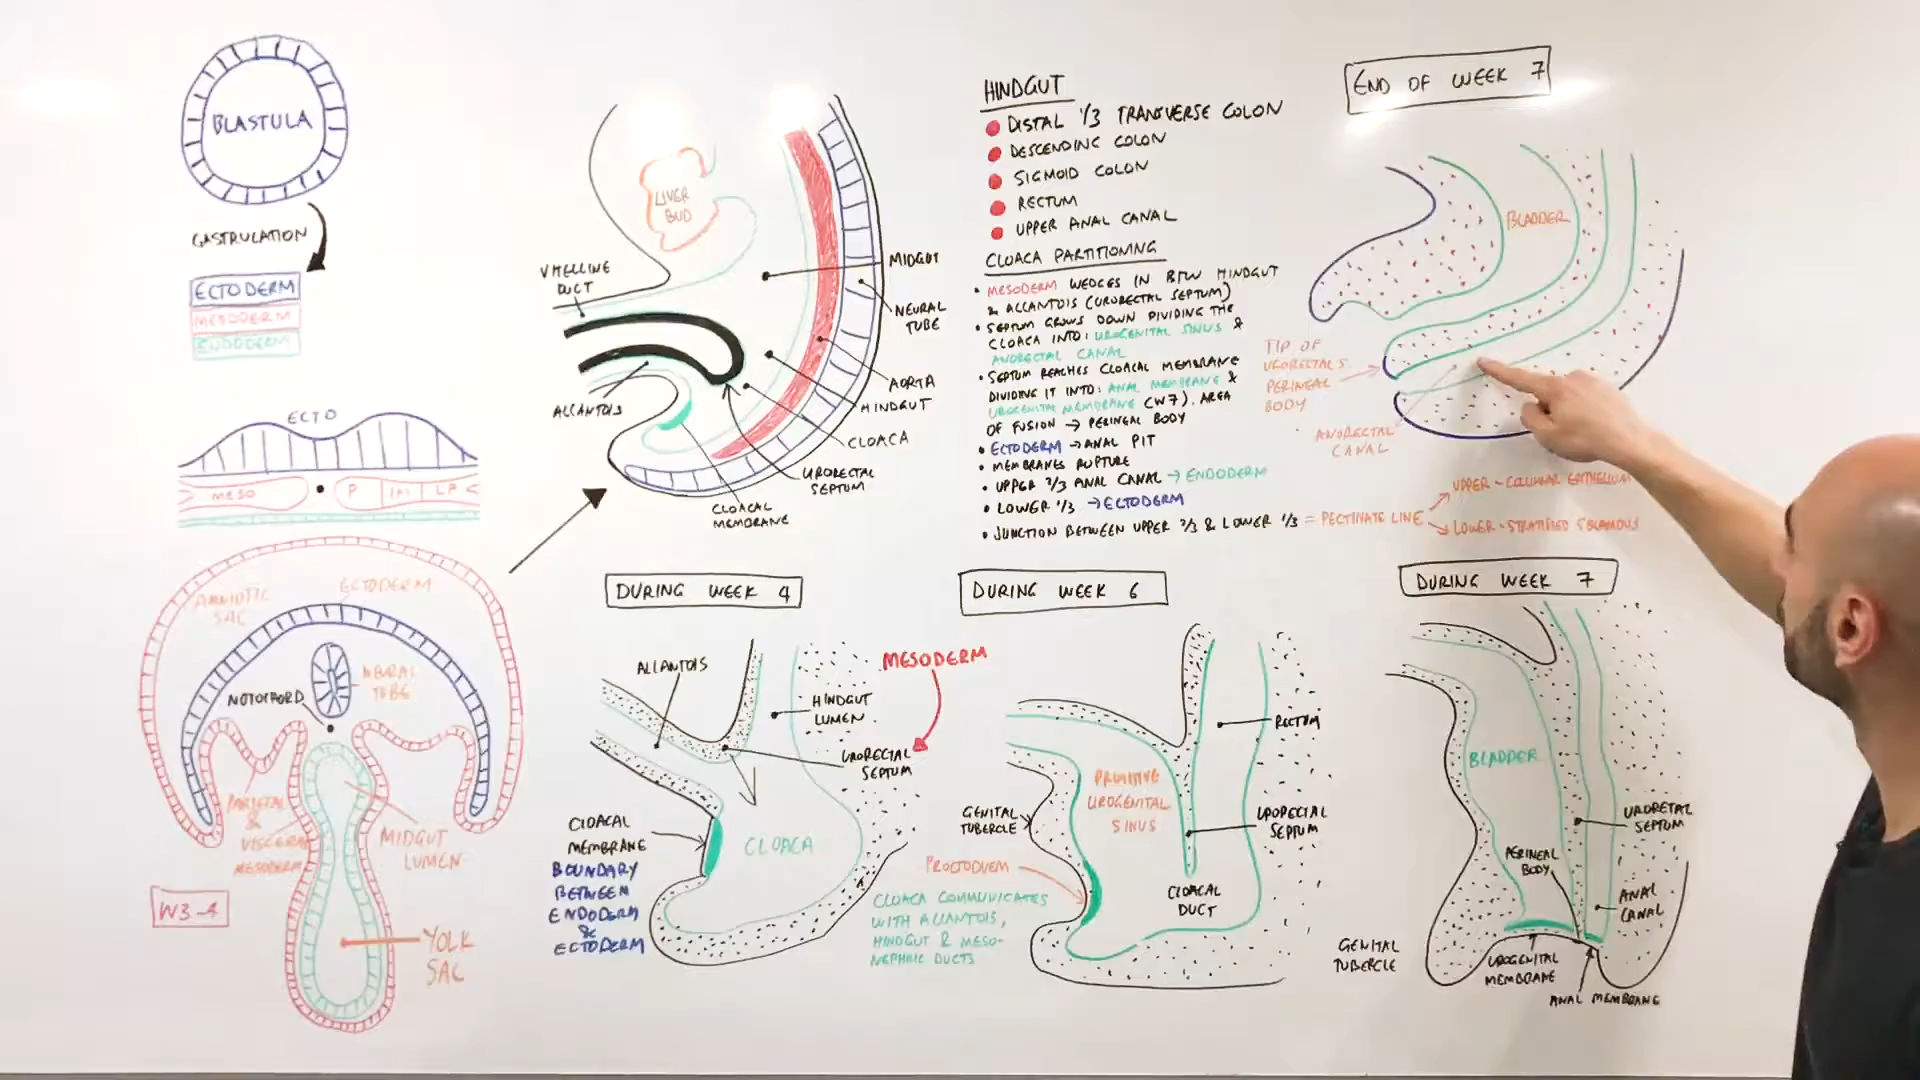 BLASTULA
GASTRULATION
ECTODERM
MESODERM
ENDODERM
ECTO
MESO
P
IM
LP
AMNIOTIC
SAC
ECTODERM
NEURAL
TUBE
NOTOCHORD
PARIETAL
&
VISCERAL
MESODERM
MIDGUT
LUMEN
W3-4
YOLK
SAC
LIVER
BUD
VITELLINE
DUCT
ALLANTOIS
MIDGUT
NEURAL
TUBE
AORTA
HINDGUT
CLOACA
URORECTAL
SEPTUM
CLOACAL
MEMBRANE
HINDGUT
DISTAL 1/3 TRANSVERSE COLON
DESCENDING COLON
SIGMOID COLON
RECTUM
UPPER ANAL CANAL
CLOACA PARTITIONING
• MESODERM WEDGES IN BTW HINDGUT
& ALLANTOIS (URORECTAL SEPTUM)
• SEPTUM GROWS DOWN DIVIDING THE
CLOACA INTO: UROGENITAL SINUS &
ANORECTAL CANAL
• SEPTUM REACHES CLOACAL MEMBRANE
DIVIDING IT INTO: ANAL MEMBRANE &
UROGENITAL MEMBRANE (W7). AREA
OF FUSION → PERINEAL BODY
• ECTODERM → ANAL PIT
• MEMBRANES RUPTURE
• UPPER 2/3 ANAL CANAL → ENDODERM
• LOWER 1/3 → ECTODERM
• JUNCTION BETWEEN UPPER 2/3 & LOWER 1/3 = PECTINATE LINE
UPPER - COLUMNAR EPITHELIUM
LOWER - STRATIFIED SQUAMOUS
END OF WEEK 7
BLADDER
TIP OF
URORECTAL S.
PERINEAL
BODY
ANORECTAL
CANAL
DURING WEEK 4
ALLANTOIS
MESODERM
HINDGUT
LUMEN
URORECTAL
SEPTUM
CLOACAL
MEMBRANE
BOUNDARY
BETWEEN
ENDODERM
&
ECTODERM
CLOACA
DURING WEEK 6
RECTUM
PRIMITIVE
UROGENITAL
SINUS
GENITAL
TUBERCLE
URORECTAL
SEPTUM
PROCTODUEM
CLOACAL
DUCT
CLOACA COMMUNICATES
WITH ALLANTOIS,
HINDGUT & MESO-
NEPHRIC DUCTS
DURING WEEK 7
BLADDER
URORETAL
SEPTUM
PERINEAL
BODY
ANAL
CANAL
GENITAL
TUBERCLE
UROGENITAL
MEMBRANE
ANAL MEMBRANE